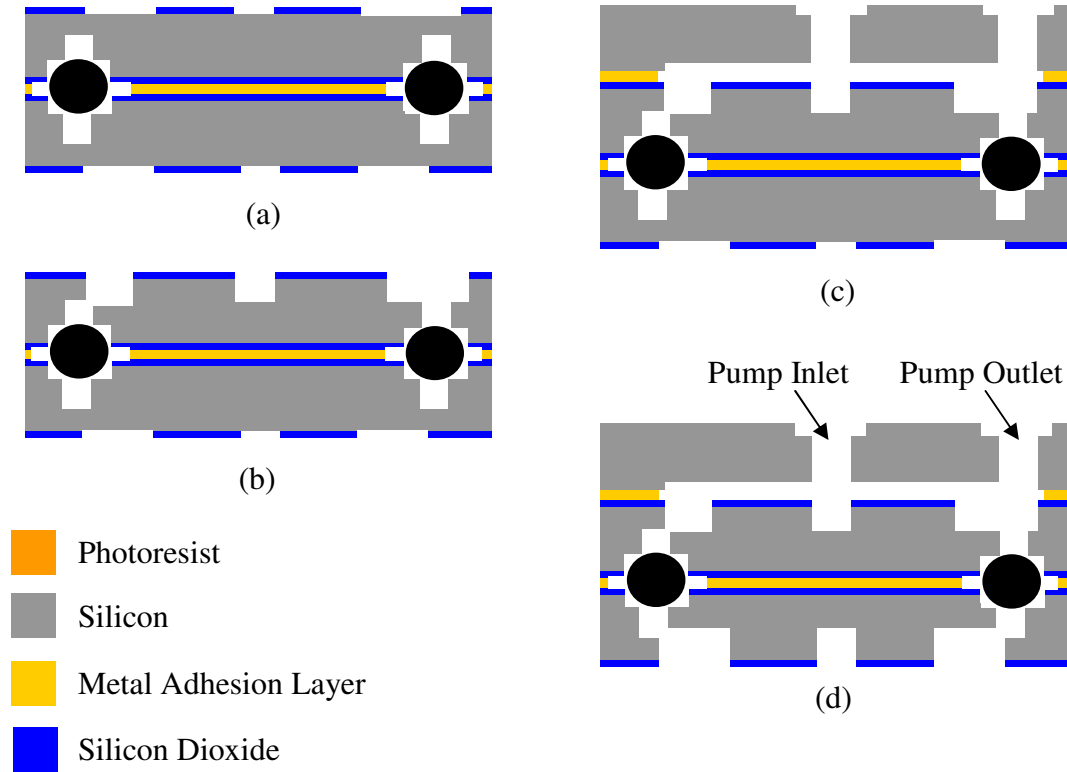 (a)
(b)
Photoresist
Silicon
Metal Adhesion Layer
Silicon Dioxide
(c)
Pump Inlet
Pump Outlet
(d)